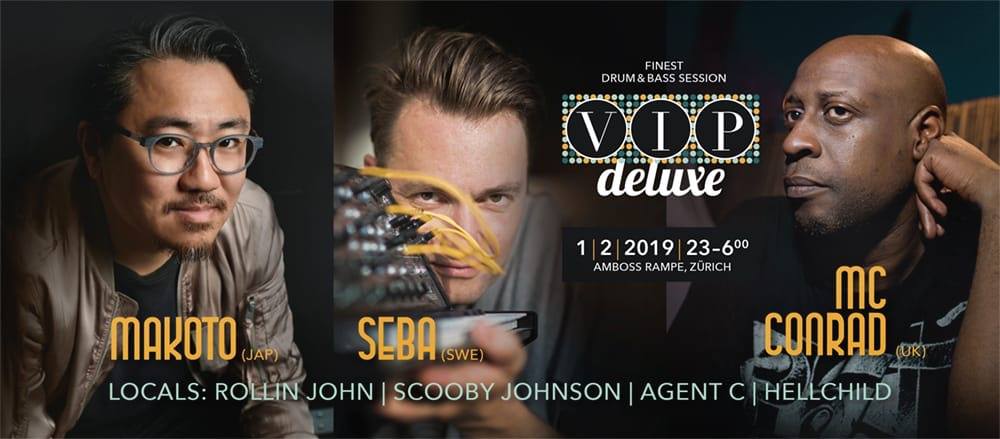 FINEST
DRUM & BASS SESSION
VIP
deluxe
1|2|2019|23–6⁰⁰
AMBOSS RAMPE, ZÜRICH
MAKOTO (JAP)
SEBA (SWE)
MC
CONRAD (UK)
LOCALS: ROLLIN JOHN | SCOOBY JOHNSON | AGENT C | HELLCHILD